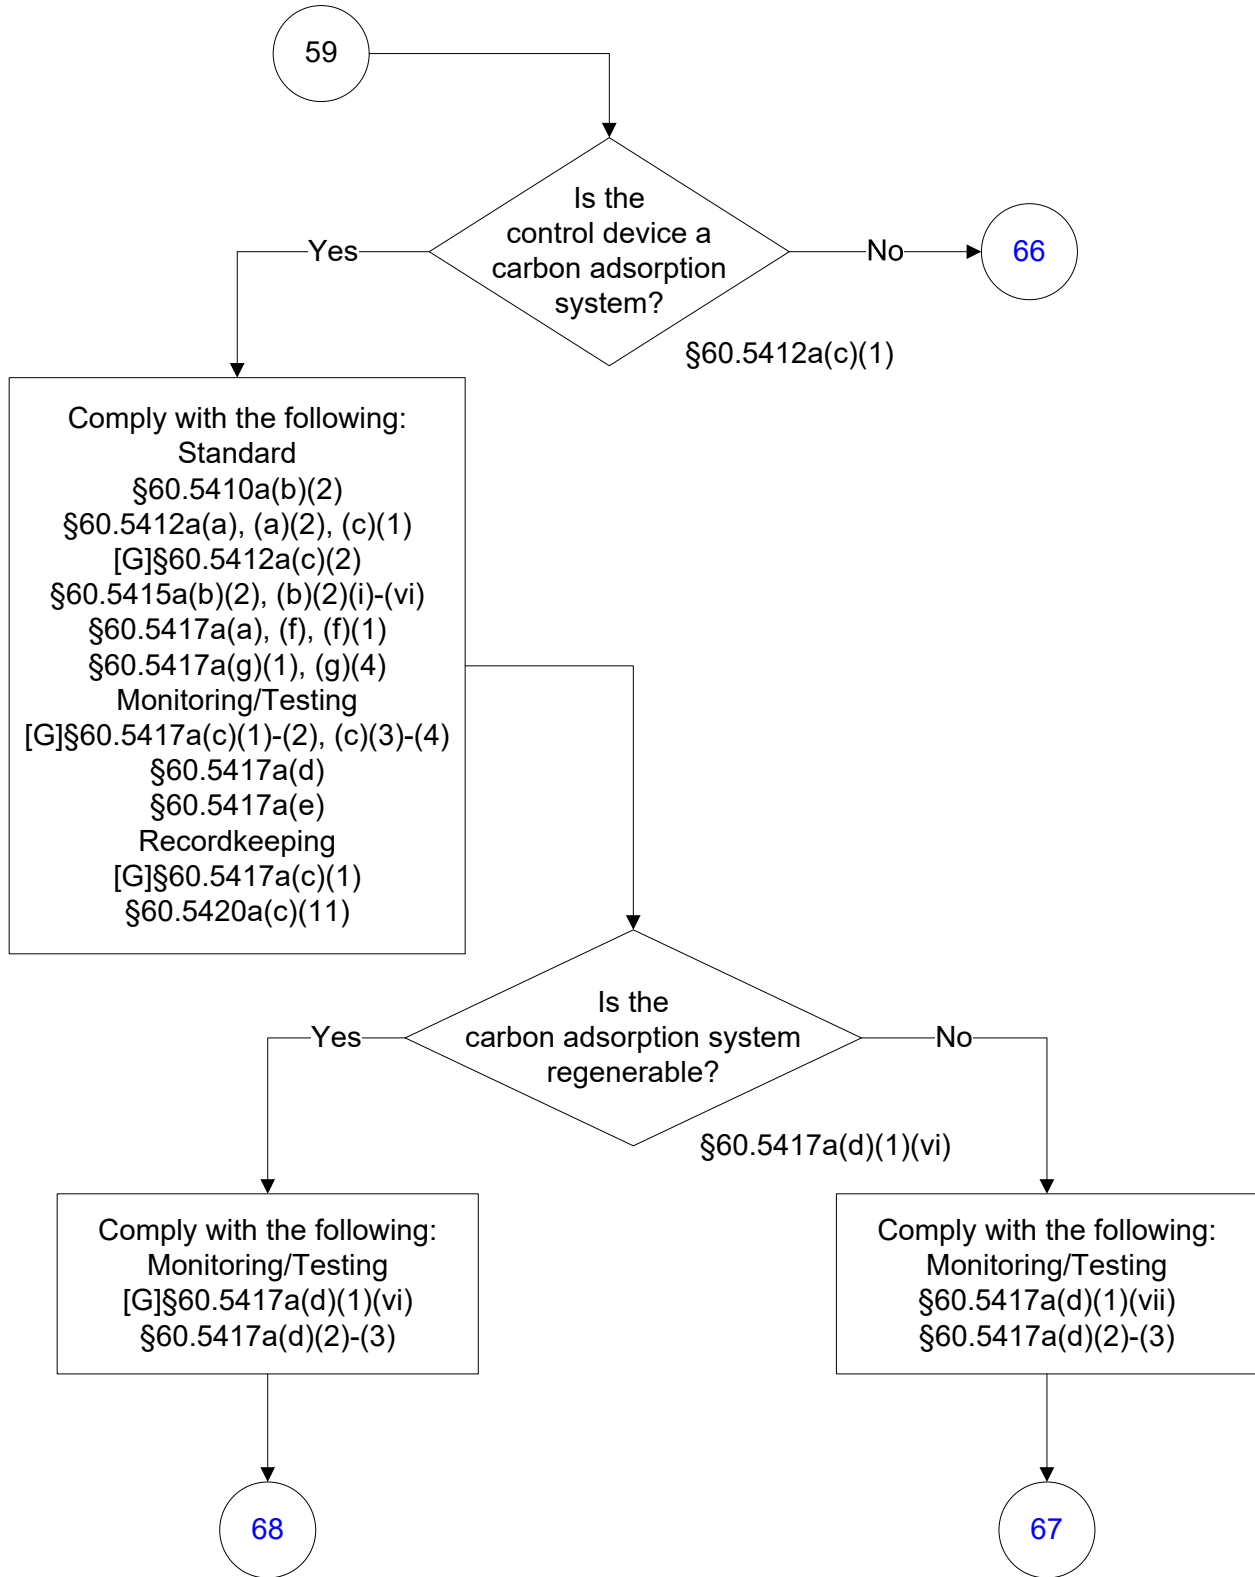 59
Is the
control device a
carbon adsorption
system?
Yes
No
66
§60.5412a(c)(1)
Comply with the following:
Standard
§60.5410a(b)(2)
§60.5412a(a), (a)(2), (c)(1)
[G]§60.5412a(c)(2)
§60.5415a(b)(2), (b)(2)(i)-(vi)
§60.5417a(a), (f), (f)(1)
§60.5417a(g)(1), (g)(4)
Monitoring/Testing
[G]§60.5417a(c)(1)-(2), (c)(3)-(4)
§60.5417a(d)
§60.5417a(e)
Recordkeeping
[G]§60.5417a(c)(1)
§60.5420a(c)(11)
Is the
carbon adsorption system
regenerable?
Yes
No
§60.5417a(d)(1)(vi)
Comply with the following:
Monitoring/Testing
[G]§60.5417a(d)(1)(vi)
§60.5417a(d)(2)-(3)
Comply with the following:
Monitoring/Testing
§60.5417a(d)(1)(vii)
§60.5417a(d)(2)-(3)
68
67